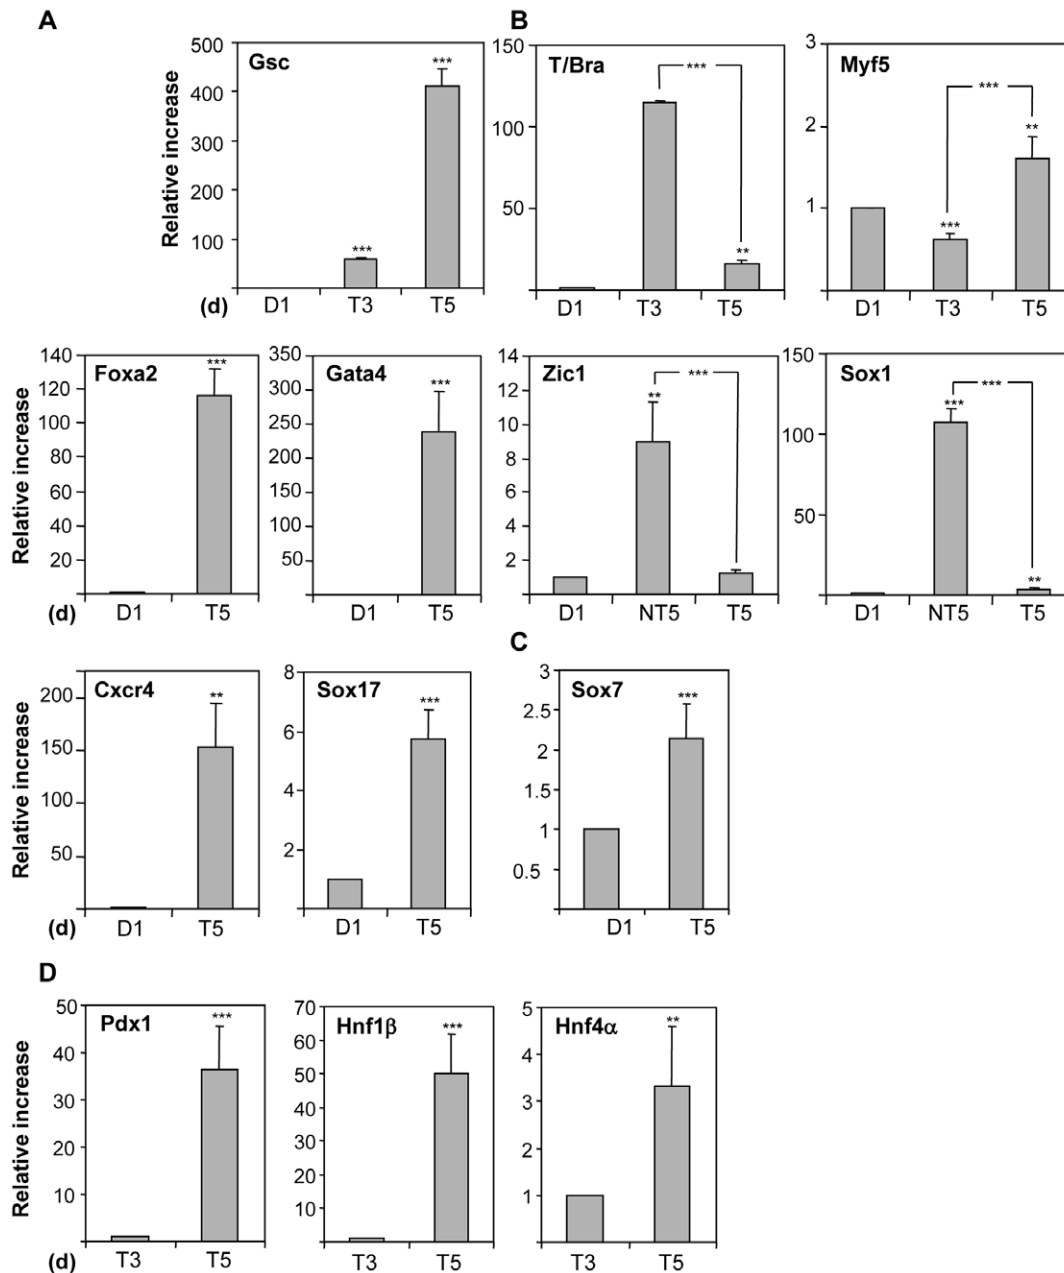 A
Relative increase
500
400
300
200
100
Gsc
***
***
(d)
D1 T3 T5
B
150
100
50
T/Bra
***
**
D1 T3 T5
3
2
1
Myf5
***
**
***
D1 T3 T5
Relative increase
140
120
100
80
60
40
20
Foxa2
***
(d)
D1 T5
350
300
250
200
150
100
50
Gata4
***
D1 T5
14
12
10
8
6
4
2
Zic1
***
**
D1 NT5 T5
150
100
50
Sox1
***
***
**
D1 NT5 T5
Relative increase
200
150
100
50
Cxcr4
**
(d)
D1 T5
8
6
4
2
Sox17
***
D1 T5
C
3
2.5
2
1.5
1
0.5
Sox7
***
D1 T5
D
Relative increase
50
40
30
20
10
Pdx1
***
(d)
T3 T5
70
60
50
40
30
20
10
Hnf1β
***
T3 T5
5
4
3
2
1
Hnf4α
**
T3 T5